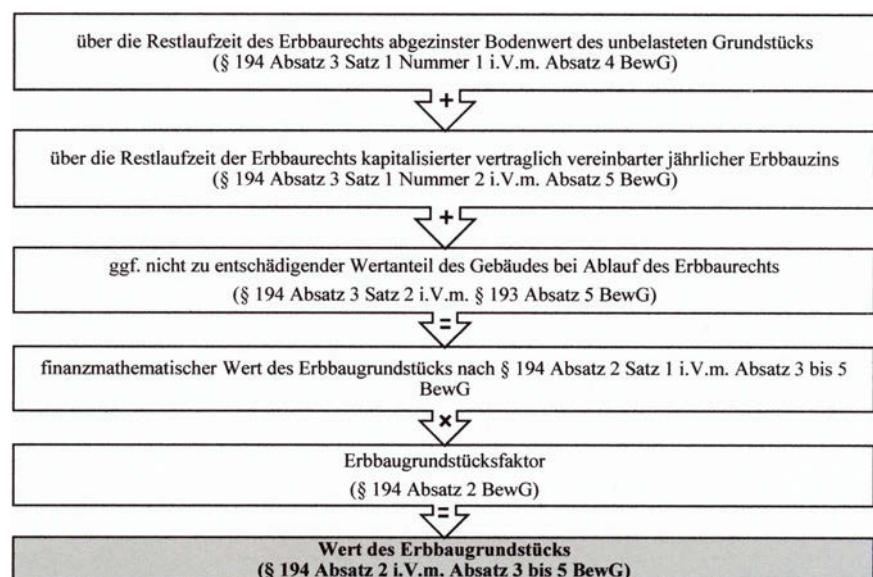 über die Restlaufzeit des Erbbaurechts abgezinster Bodenwert des unbelasteten Grundstücks
(§ 194 Absatz 3 Satz 1 Nummer 1 i.V.m. Absatz 4 BewG)
+
über die Restlaufzeit der Erbbaurechts kapitalisierter vertraglich vereinbarter jährlicher Erbbauzins
(§ 194 Absatz 3 Satz 1 Nummer 2 i.V.m. Absatz 5 BewG)
+
ggf. nicht zu entschädigender Wertanteil des Gebäudes bei Ablauf des Erbbaurechts
(§ 194 Absatz 3 Satz 2 i.V.m. § 193 Absatz 5 BewG)
=
finanzmathematischer Wert des Erbbaugrundstücks nach § 194 Absatz 2 Satz 1 i.V.m. Absatz 3 bis 5
BewG
×
Erbbaugrundstücksfaktor
(§ 194 Absatz 2 BewG)
=
Wert des Erbbaugrundstücks
(§ 194 Absatz 2 i.V.m. Absatz 3 bis 5 BewG)